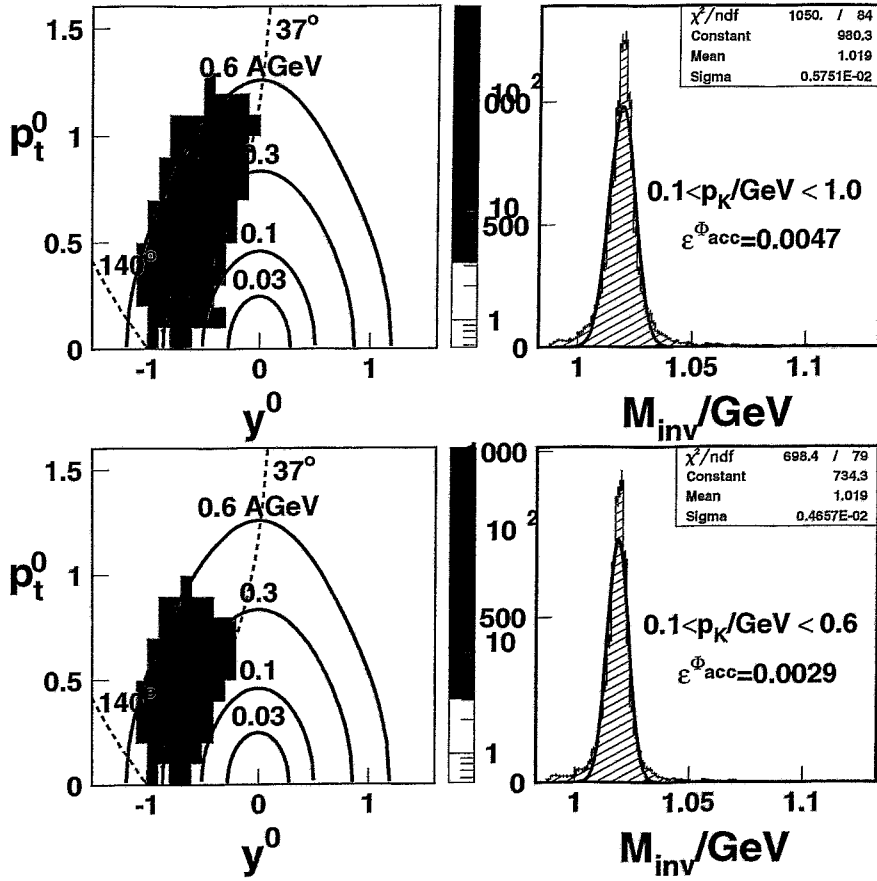 37°
0.6 AGeV
0.3
0.1
0.03
140°
1.5
1
0.5
0
p_t^0
-1 0 1
y^0
10^2
10
1
χ²/ndf 1050. / 84
Constant 980.3
Mean 1.019
Sigma 0.5751E-02
000
500
0
0.1<p_K/GeV < 1.0
ε^Φ acc=0.0047
1 1.05 1.1
M_inv/GeV
37°
0.6 AGeV
0.3
0.1
0.03
140°
1.5
1
0.5
0
p_t^0
-1 0 1
y^0
10^2
10
1
χ²/ndf 698.4 / 79
Constant 734.3
Mean 1.019
Sigma 0.4657E-02
000
500
0
0.1<p_K/GeV < 0.6
ε^Φ acc=0.0029
1 1.05 1.1
M_inv/GeV